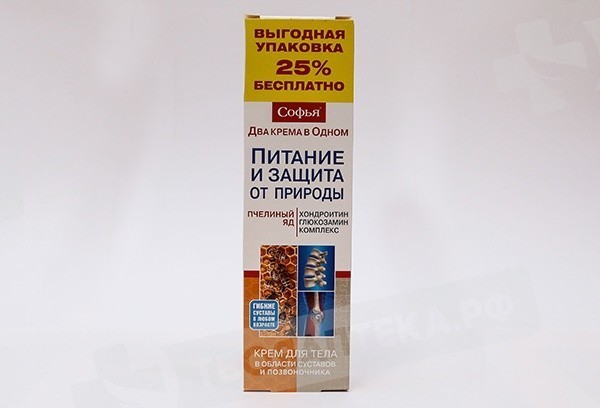 ВЫГОДНАЯ
УПАКОВКА
25%
БЕСПЛАТНО
Софья®
ДВА КРЕМА В ОДНОМ
ПИТАНИЕ
И ЗАЩИТА
ОТ ПРИРОДЫ
ПЧЕЛИНЫЙ
ЯД
ХОНДРОИТИН
ГЛЮКОЗАМИН
КОМПЛЕКС
ГИБКИЕ
СУСТАВЫ
В ЛЮБОМ
ВОЗРАСТЕ
КРЕМ ДЛЯ ТЕЛА
В ОБЛАСТИ СУСТАВОВ
И ПОЗВОНОЧНИКА